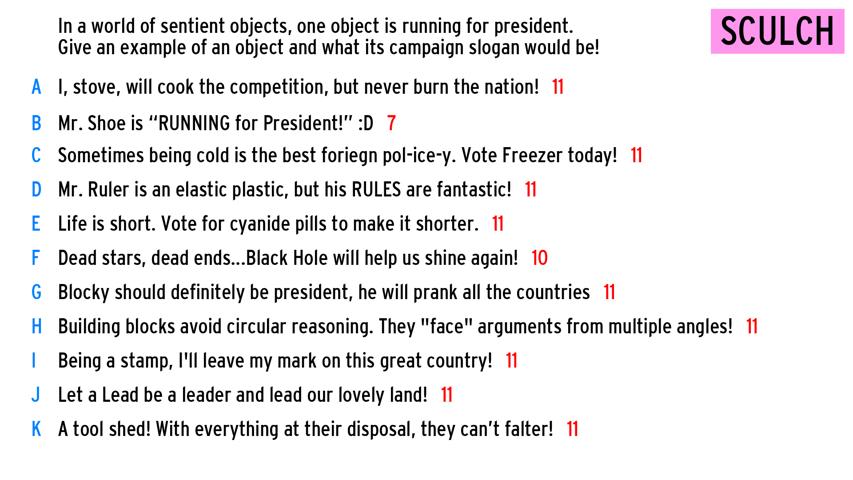 In a world of sentient objects, one object is running for president.
Give an example of an object and what its campaign slogan would be!
SCULCH
A I, stove, will cook the competition, but never burn the nation! 11
B Mr. Shoe is “RUNNING for President!” :D 7
C Sometimes being cold is the best foriegn pol-ice-y. Vote Freezer today! 11
D Mr. Ruler is an elastic plastic, but his RULES are fantastic! 11
E Life is short. Vote for cyanide pills to make it shorter. 11
F Dead stars, dead ends...Black Hole will help us shine again! 10
G Blocky should definitely be president, he will prank all the countries 11
H Building blocks avoid circular reasoning. They "face" arguments from multiple angles! 11
I Being a stamp, I'll leave my mark on this great country! 11
J Let a Lead be a leader and lead our lovely land! 11
K A tool shed! With everything at their disposal, they can’t falter! 11